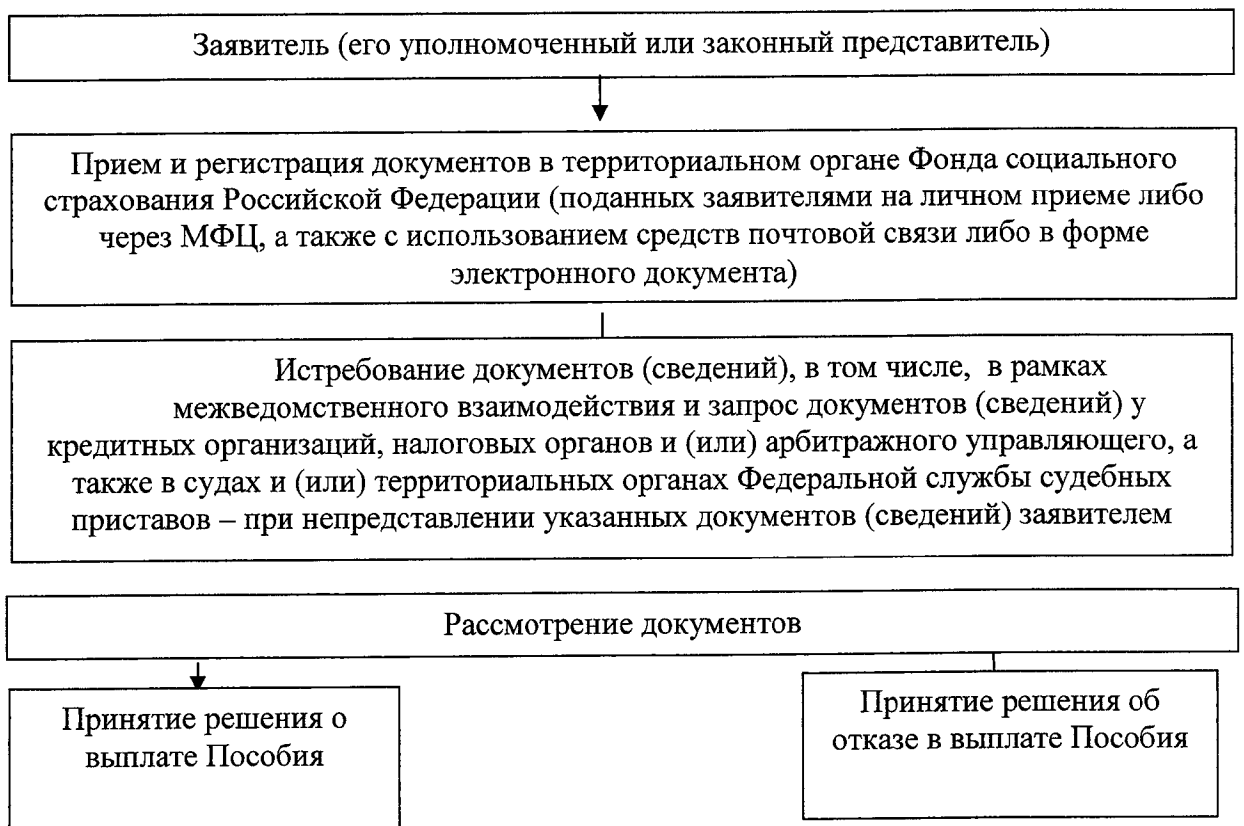 Заявитель (его уполномоченный или законный представитель)
Прием и регистрация документов в территориальном органе Фонда социального
страхования Российской Федерации (поданных заявителями на личном приеме либо
через МФЦ, а также с использованием средств почтовой связи либо в форме
электронного документа)
Истребование документов (сведений), в том числе, в рамках
межведомственного взаимодействия и запрос документов (сведений) у
кредитных организаций, налоговых органов и (или) арбитражного управляющего, а
также в судах и (или) территориальных органах Федеральной службы судебных
приставов – при непредставлении указанных документов (сведений) заявителем
Рассмотрение документов
Принятие решения о
выплате Пособия
Принятие решения об
отказе в выплате Пособия